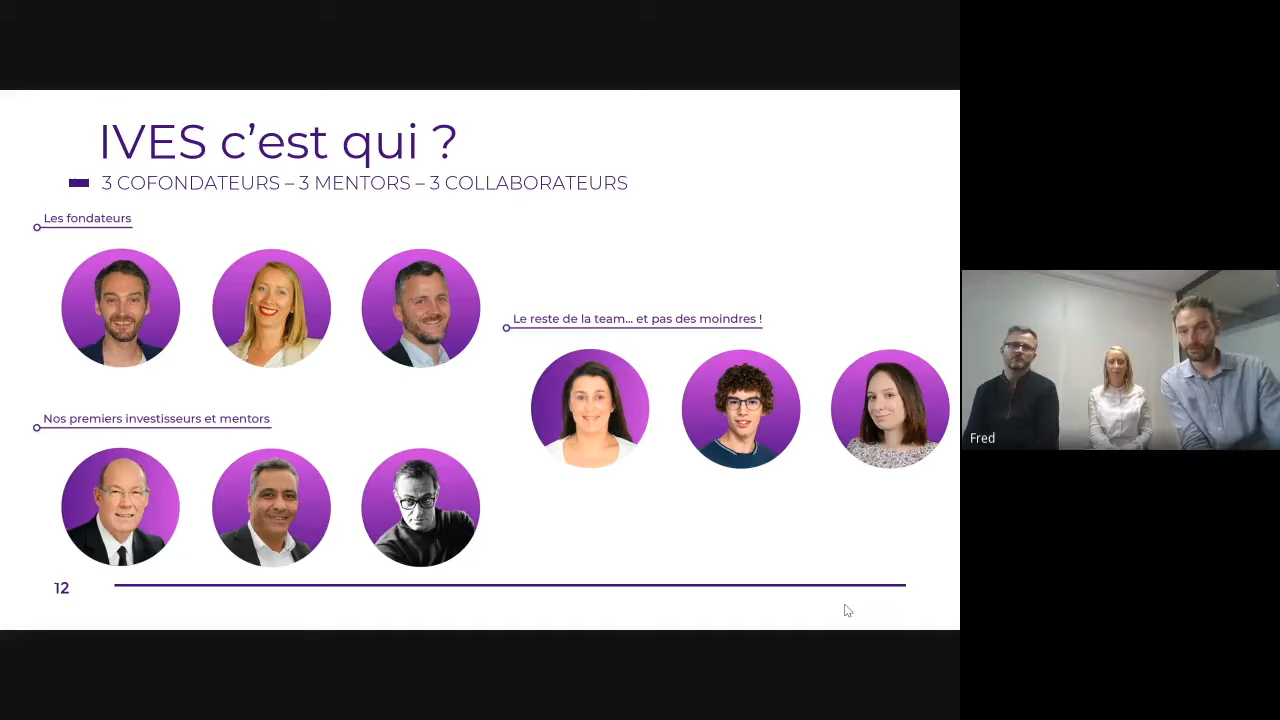 IVES c’est qui ?
3 COFONDATEURS – 3 MENTORS – 3 COLLABORATEURS
Les fondateurs
Le reste de la team... et pas des moindres !
Nos premiers investisseurs et mentors
Fred
12